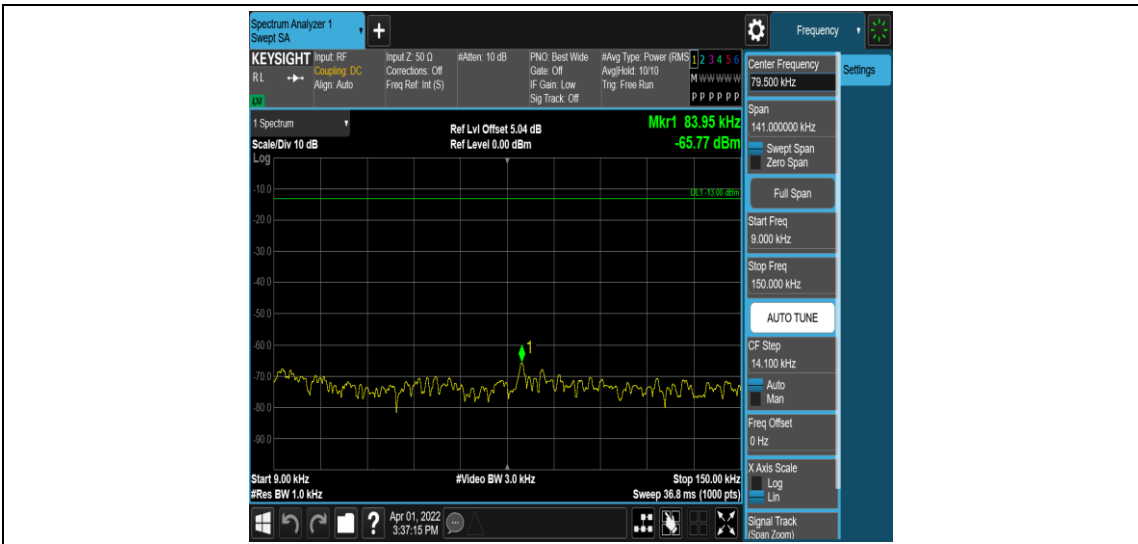 Spectrum Analyzer 1
Swept SA
+
Frequency
KEYSIGHT
RL
LXI
Input: RF
Coupling: DC
Align: Auto
Input Z: 50 Ω
Corrections: Off
Freq Ref: Int (S)
#Atten: 10 dB
PNO: Best Wide
Gate: Off
IF Gain: Low
Sig Track: Off
#Avg Type: Power (RMS
Avg|Hold: 10/10
Trig: Free Run
1 2 3 4 5 6
M W W W W W
P P P P P P
Center Frequency
79.500 kHz
Settings
Span
141.000000 kHz
Swept Span
Zero Span
Full Span
Start Freq
9.000 kHz
Stop Freq
150.000 kHz
AUTO TUNE
CF Step
14.100 kHz
Auto
Man
Freq Offset
0 Hz
X Axis Scale
Log
Lin
Signal Track
(Span Zoom)
1 Spectrum
Scale/Div 10 dB
Log
Ref Lvl Offset 5.04 dB
Ref Level 0.00 dBm
Mkr1 83.95 kHz
-65.77 dBm
DL1 -13.00 dBm
-10.0
-20.0
-30.0
-40.0
-50.0
-60.0
-70.0
-80.0
-90.0
1
Start 9.00 kHz
#Res BW 1.0 kHz
#Video BW 3.0 kHz
Stop 150.00 kHz
Sweep 36.8 ms (1000 pts)
?
Apr 01, 2022
3:37:15 PM